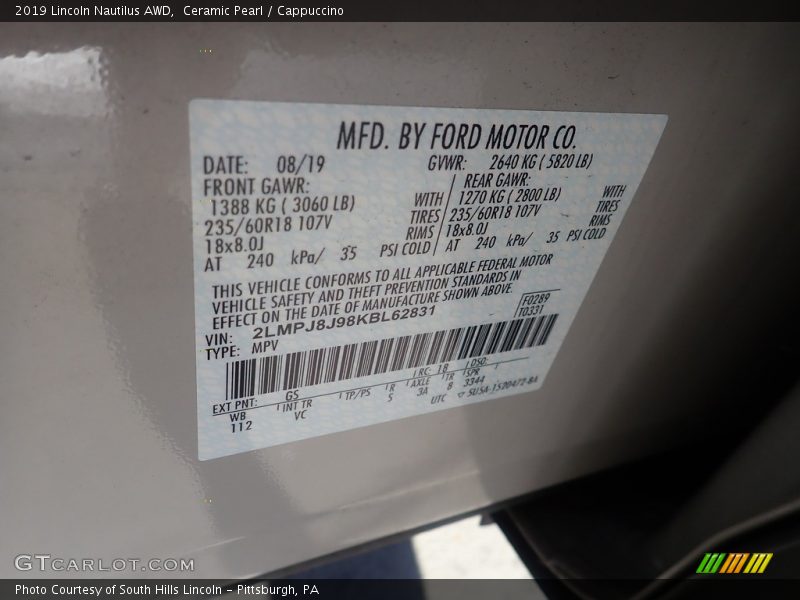 2019 Lincoln Nautilus AWD,  Ceramic Pearl / Cappuccino
MFD. BY FORD MOTOR CO.
DATE: 08/19 GVWR: 2640 KG ( 5820 LB)
FRONT GAWR: REAR GAWR:
1388 KG ( 3060 LB) WITH 1270 KG ( 2800 LB) WITH
235/60R18 107V TIRES 235/60R18 107V TIRES
18x8.0J RIMS 18x8.0J RIMS
AT 240 kPa/ 35 PSI COLD AT 240 kPa/ 35 PSI COLD
THIS VEHICLE CONFORMS TO ALL APPLICABLE FEDERAL MOTOR
VEHICLE SAFETY AND THEFT PREVENTION STANDARDS IN
EFFECT ON THE DATE OF MANUFACTURE SHOWN ABOVE.
VIN: 2LMPJ8J98KBL62831 F0289
TYPE: MPV T0331
RC: 18 DSO:
EXT PNT: GS INT TR TP/PS R AXLE TR SPR
WB VC S 3A 8 3344
112 UTC
GTCARLOT.COM
Photo Courtesy of South Hills Lincoln - Pittsburgh, PA